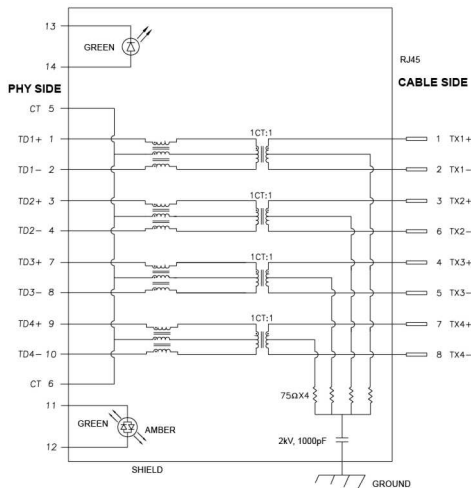 13
GREEN
14
RJ45
PHY SIDE
CABLE SIDE
CT 5
1CT:1
TD1+ 1
1 TX1+
TD1- 2
2 TX1-
1CT:1
TD2+ 3
3 TX2+
TD2- 4
6 TX2-
1CT:1
TD3+ 7
4 TX3+
TD3- 8
5 TX3-
1CT:1
TD4+ 9
7 TX4+
TD4- 10
8 TX4-
CT 6
75ΩX4
11
GREEN
AMBER
12
2kV, 1000pF
SHIELD
GROUND